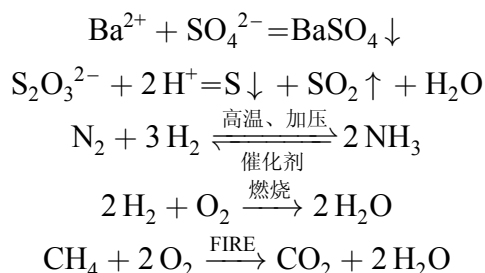 Ba²⁺ + SO₄²⁻=BaSO₄↓
S₂O₃²⁻ + 2 H⁺=S↓ + SO₂↑ + H₂O
N₂ + 3 H₂ ⇌[高温、加压][催化剂] 2 NH₃
2 H₂ + O₂ —燃烧→ 2 H₂O
CH₄ + 2 O₂ —FIRE→ CO₂ + 2 H₂O